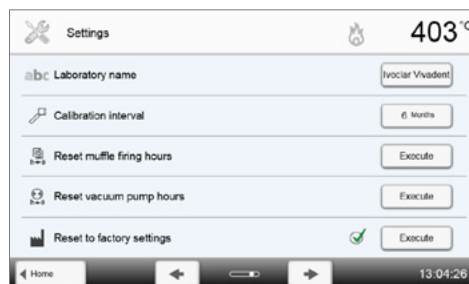 Settings
403 °C
abc Laboratory name
Ivoclar Vivadent
Calibration interval
6 Months
Reset muffle firing hours
Execute
Reset vacuum pump hours
Execute
Reset to factory settings
Execute
Home
13:04:26